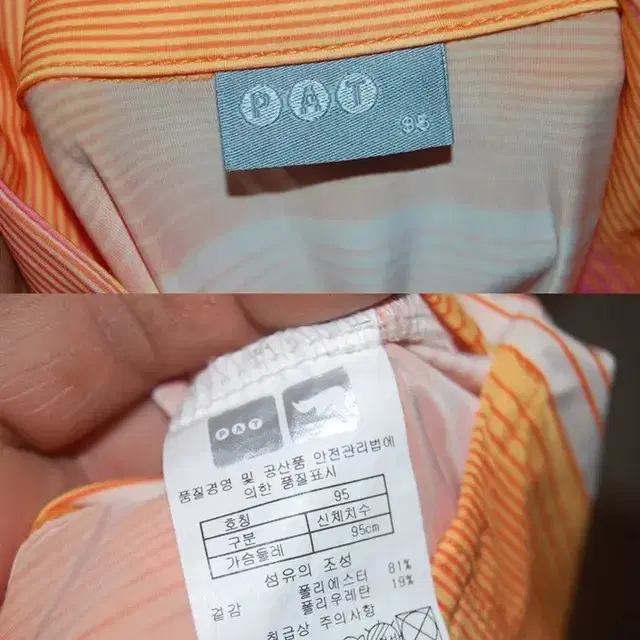 PAT
95
PAT
품질경영 및 공산품 안전관리법에
의한 품질표시
호칭 95
구분 신체치수
가슴둘레 95cm
섬유의 조성
겉감 폴리에스터 81%
폴리우레탄 19%
취급상 주의사항